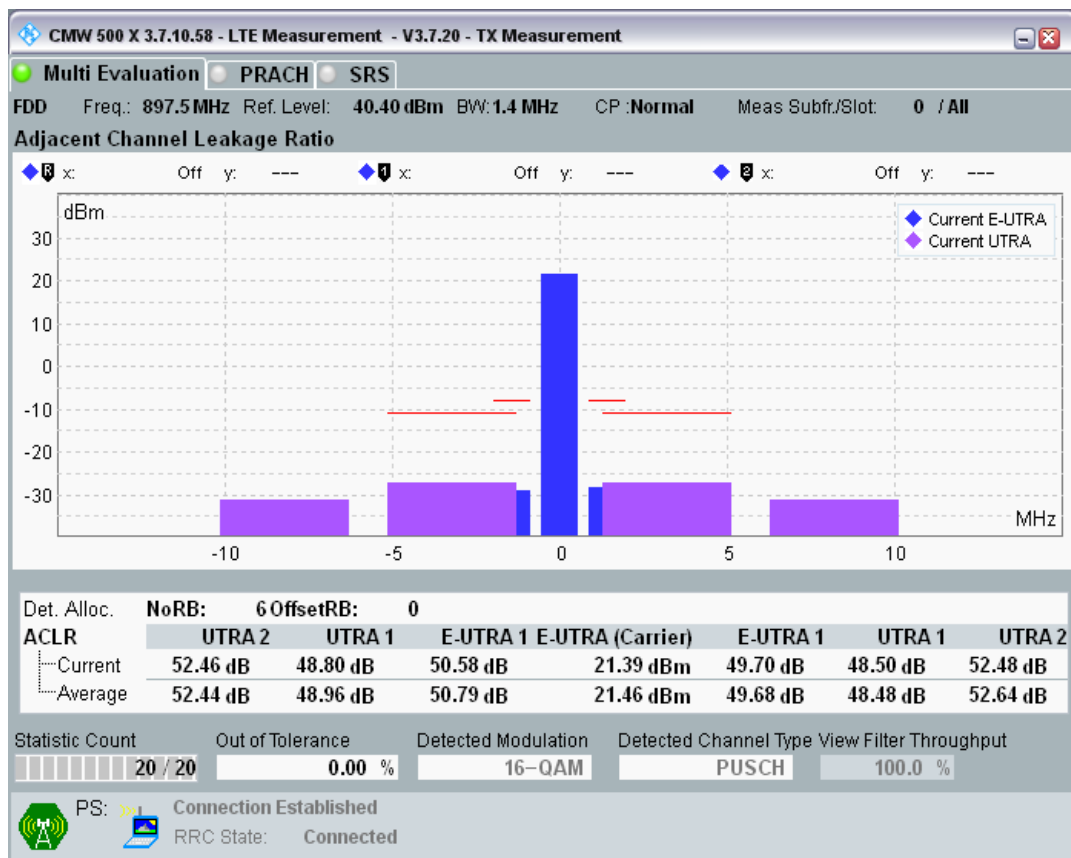 CMW 500 X 3.7.10.58 - LTE Measurement - V3.7.20 - TX Measurement
Multi Evaluation PRACH SRS
FDD Freq.: 897.5 MHz Ref. Level: 40.40 dBm BW: 1.4 MHz CP :Normal Meas Subfr./Slot: 0 / All
Adjacent Channel Leakage Ratio
R x: Off y: --- 1 x: Off y: --- 2 x: Off y: ---
dBm
Current E-UTRA
Current UTRA
30
20
10
0
-10
-20
-30
MHz
-10 -5 0 5 10
Det. Alloc. NoRB: 6 OffsetRB: 0
ACLR UTRA 2 UTRA 1 E-UTRA 1 E-UTRA (Carrier) E-UTRA 1 UTRA 1 UTRA 2
Current 52.46 dB 48.80 dB 50.58 dB 21.39 dBm 49.70 dB 48.50 dB 52.48 dB
Average 52.44 dB 48.96 dB 50.79 dB 21.46 dBm 49.68 dB 48.48 dB 52.64 dB
Statistic Count Out of Tolerance Detected Modulation Detected Channel Type View Filter Throughput
20 / 20 0.00 % 16-QAM PUSCH 100.0 %
PS: Connection Established
RRC State: Connected